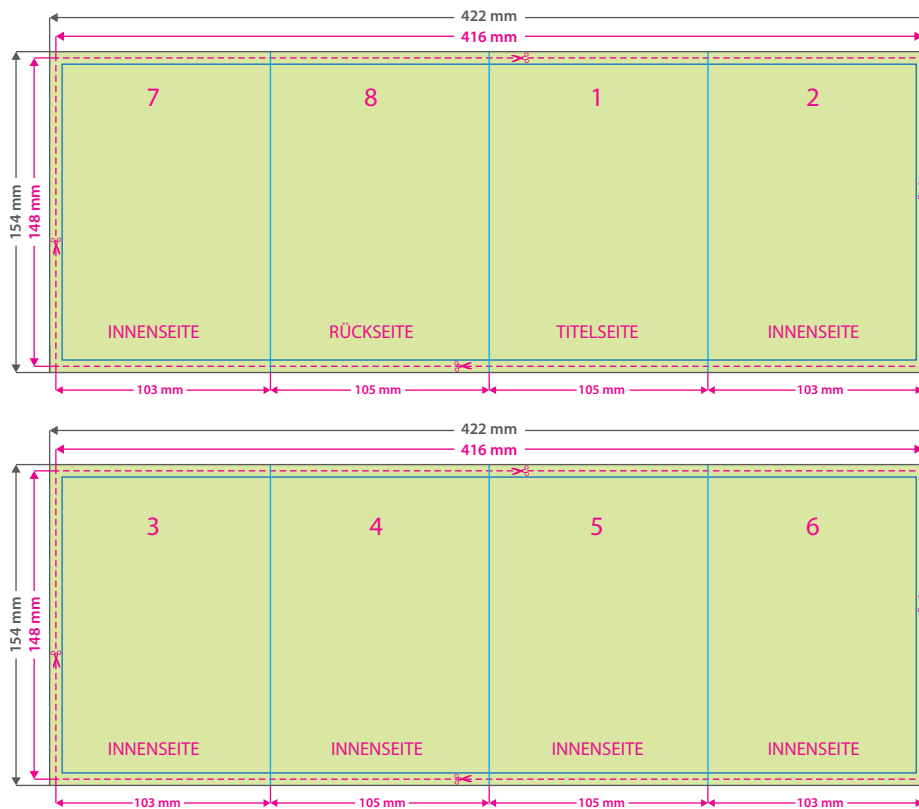 422 mm
416 mm
154 mm
148 mm
7
8
1
2
INNENSEITE
RÜCKSEITE
TITELSEITE
INNENSEITE
103 mm
105 mm
105 mm
103 mm
422 mm
416 mm
154 mm
148 mm
3
4
5
6
INNENSEITE
INNENSEITE
INNENSEITE
INNENSEITE
103 mm
105 mm
105 mm
103 mm